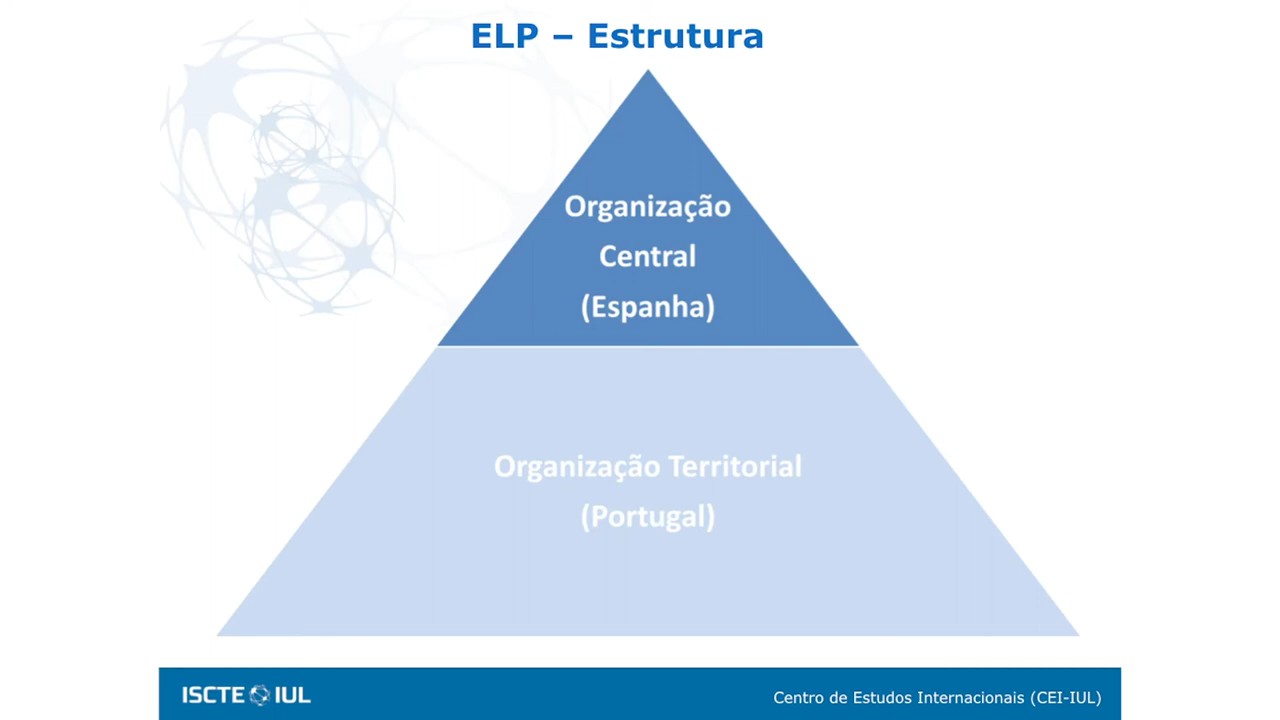 ELP – Estrutura
Organização
Central
(Espanha)
Organização Territorial
(Portugal)
ISCTE IUL
Centro de Estudos Internacionais (CEI-IUL)